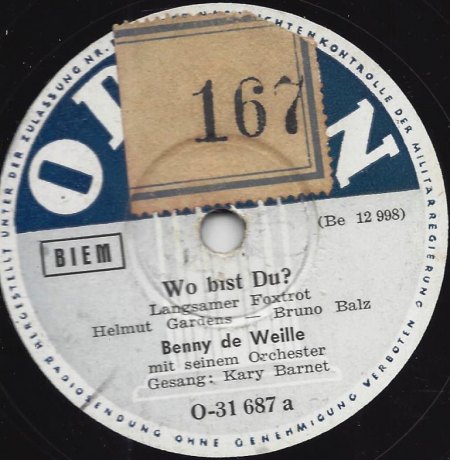 HERGESTELLT UNTER DER ZULASSUNG NR.
NACHRICHTENKONTROLLE DER MILITÄRREGIERUNG
OD
N
167
(Be 12 998)
BIEM
Wo bist Du?
Langsamer Foxtrot
Helmut Gardens — Bruno Balz
Benny de Weille
mit seinem Orchester
Gesang: Kary Barnet
O-31 687 a
RADIOSENDUNG OHNE GENEHMIGUNG VERBOTEN